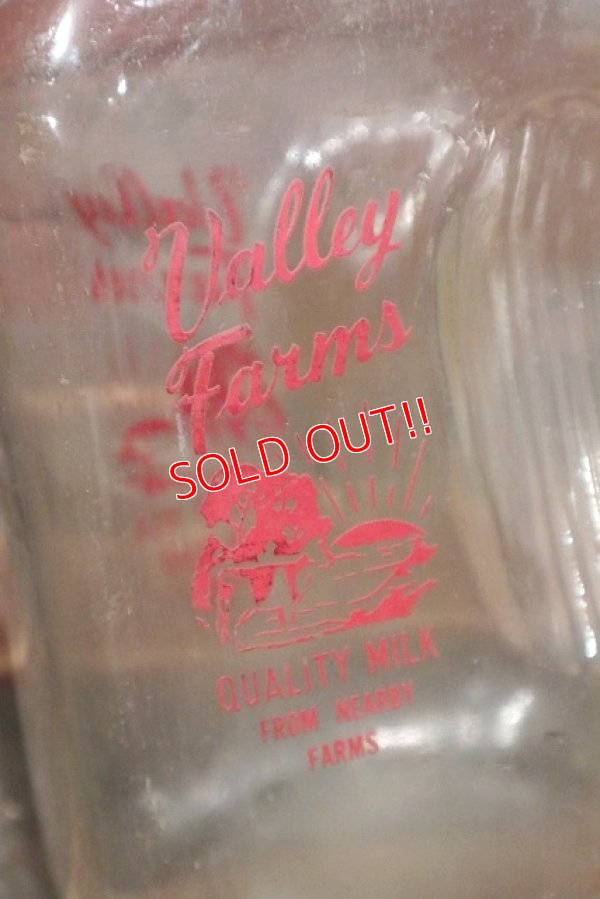 Valley
Farms
SOLD OUT!!
QUALITY MILK
FROM NEARBY
FARMS